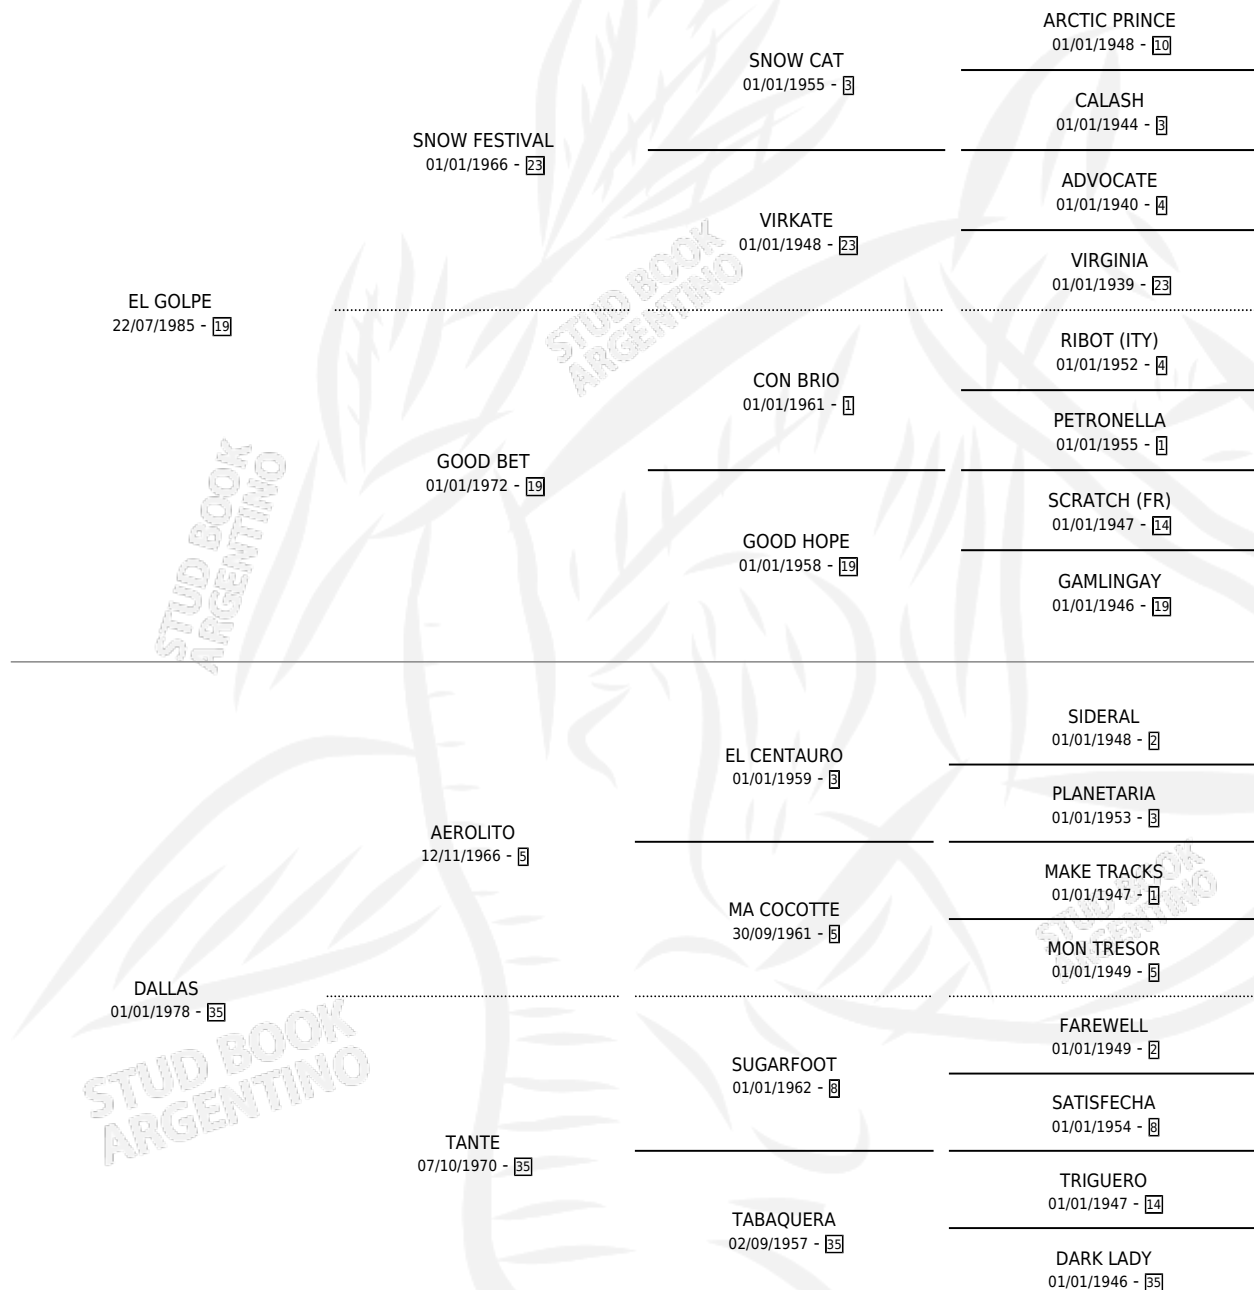 ARCTIC PRINCE
01/01/1948 - 10
SNOW CAT
01/01/1955 - 3
CALASH
01/01/1944 - 3
SNOW FESTIVAL
01/01/1966 - 23
ADVOCATE
01/01/1940 - 4
VIRKATE
01/01/1948 - 23
VIRGINIA
01/01/1939 - 23
EL GOLPE
22/07/1985 - 19
STUD BOOK
ARGENTINO
RIBOT (ITY)
01/01/1952 - 4
CON BRIO
01/01/1961 - 1
PETRONELLA
01/01/1955 - 1
GOOD BET
01/01/1972 - 19
SCRATCH (FR)
01/01/1947 - 14
GOOD HOPE
01/01/1958 - 19
GAMLINGAY
01/01/1946 - 19
STUD BOOK
ARGENTINO
SIDERAL
01/01/1948 - 2
EL CENTAURO
01/01/1959 - 3
PLANETARIA
01/01/1953 - 3
AEROLITO
12/11/1966 - 5
MAKE TRACKS
01/01/1947 - 1
MA COCOTTE
30/09/1961 - 5
MON TRESOR
01/01/1949 - 5
STUD BOOK
ARGENTINO
DALLAS
01/01/1978 - 35
FAREWELL
01/01/1949 - 2
SUGARFOOT
01/01/1962 - 8
SATISFECHA
01/01/1954 - 8
STUD BOOK
ARGENTINO
TANTE
07/10/1970 - 35
TRIGUERO
01/01/1947 - 14
TABAQUERA
02/09/1957 - 35
DARK LADY
01/01/1946 - 35